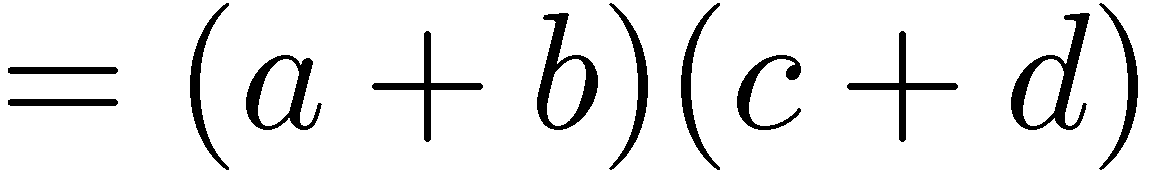 = (a + b)(c + d)